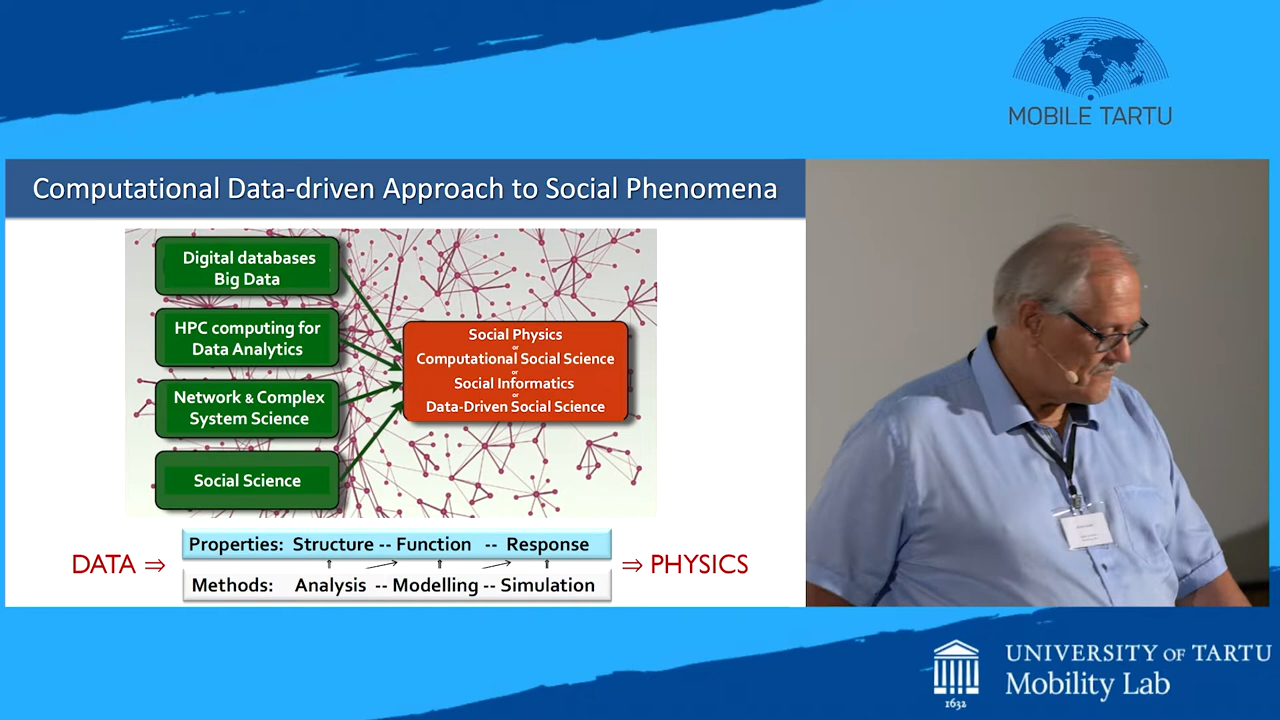 MOBILE TARTU
Computational Data-driven Approach to Social Phenomena
Digital databases
Big Data
HPC computing for
Data Analytics
Network & Complex
System Science
Social Science
Social Physics
or
Computational Social Science
or
Social Informatics
or
Data-Driven Social Science
DATA ⇒
Properties: Structure -- Function -- Response
Methods: Analysis -- Modelling -- Simulation
⇒ PHYSICS
UNIVERSITY OF TARTU
Mobility Lab
1632